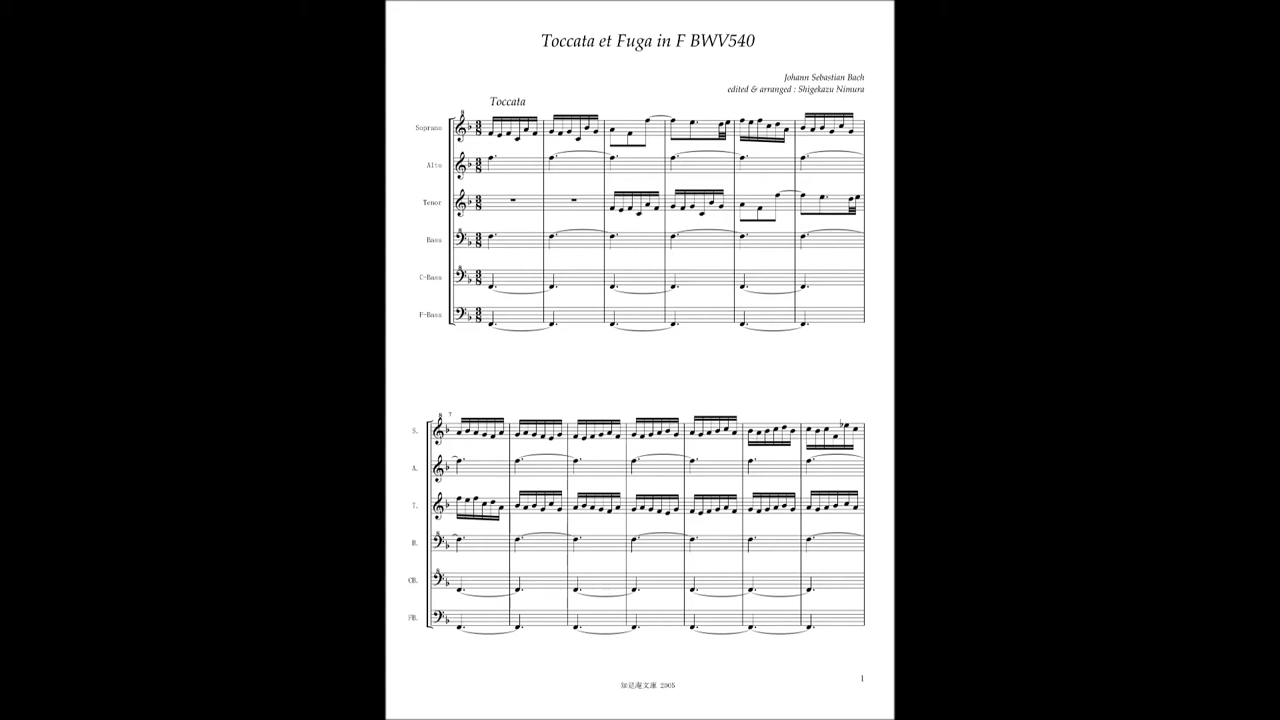 Toccata et Fuga in F BWV540
Johann Sebastian Bach
edited & arranged : Shigekazu Nimura
Toccata
Soprano
Alto
Tenor
Bass
C-Bass
F-Bass
7
S.
A.
T.
B.
CB.
FB.
1
知足庵文庫 2005